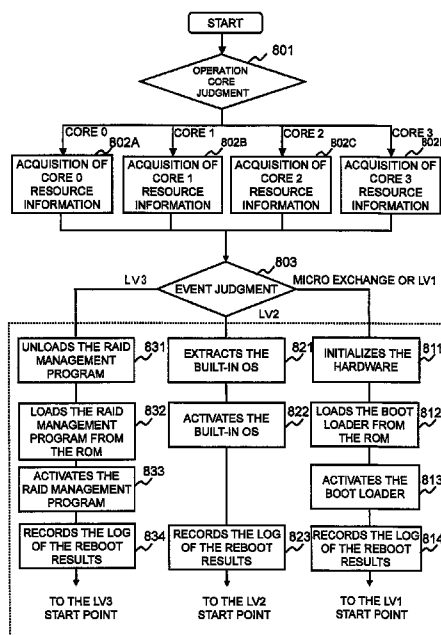 START
801
OPERATION
CORE
JUDGMENT
CORE 0
CORE 1
CORE 2
CORE 3
802A
802B
802C
ACQUISITION OF
CORE 0
RESOURCE
INFORMATION
ACQUISITION OF
CORE 1
RESOURCE
INFORMATION
ACQUISITION OF
CORE 2
RESOURCE
INFORMATION
ACQUISITION OF
CORE 3
RESOURCE
INFORMATION
803
EVENT JUDGMENT
LV3
MICRO EXCHANGE OR LV1
LV2
UNLOADS THE RAID
MANAGEMENT
PROGRAM
831
EXTRACTS THE
BUILT-IN OS
821
INITIALIZES THE
HARDWARE
811
LOADS THE RAID
MANAGEMENT
PROGRAM FROM
THE ROM
832
ACTIVATES THE
BUILT-IN OS
822
LOADS THE BOOT
LOADER FROM
THE ROM
812
833
ACTIVATES THE
RAID MANAGEMENT
PROGRAM
813
ACTIVATES THE
BOOT LOADER
RECORDS THE LOG
OF THE REBOOT
RESULTS
834
RECORDS THE LOG
OF THE REBOOT
RESULTS
823
RECORDS THE LOG
OF THE REBOOT
RESULTS
814
TO THE LV3
START POINT
TO THE LV2
START POINT
TO THE LV1
START POINT